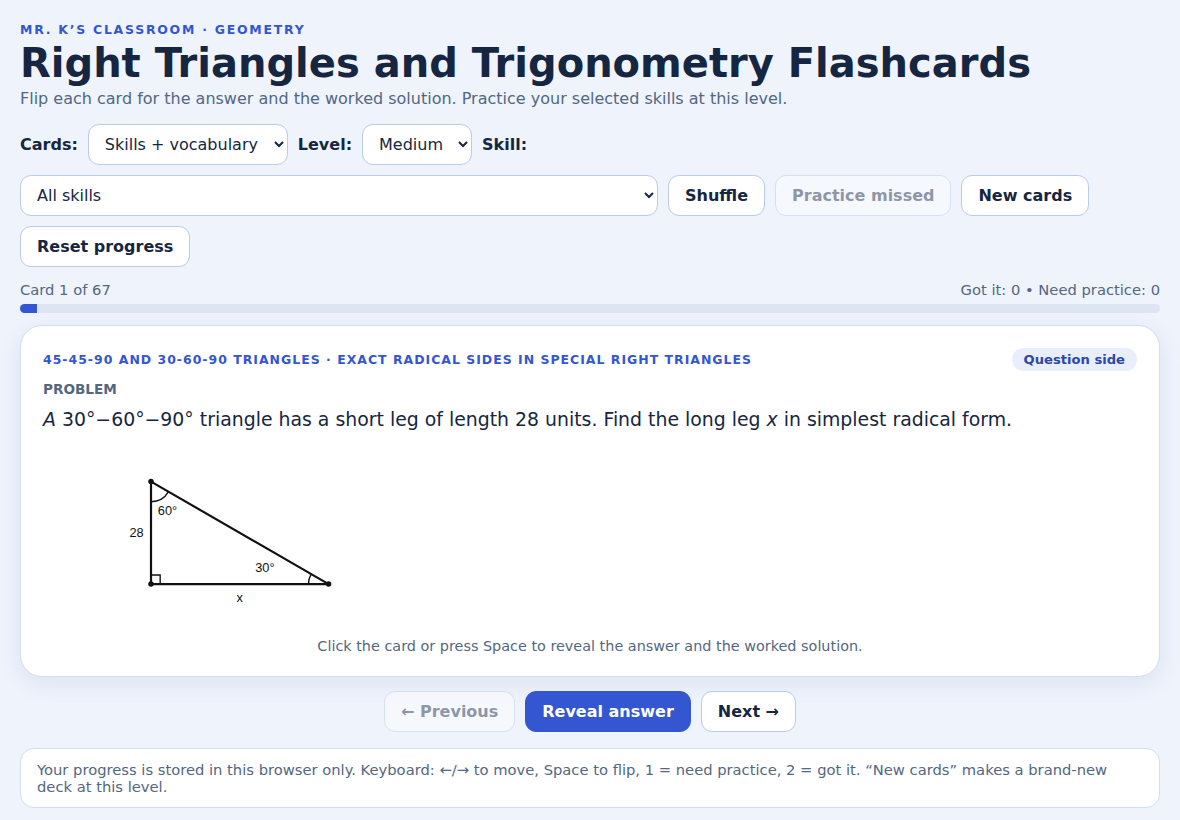 MR. K’S CLASSROOM · GEOMETRY
Right Triangles and Trigonometry Flashcards
Flip each card for the answer and the worked solution. Practice your selected skills at this level.
Cards: Skills + vocabulary Level: Medium Skill:
All skills Shuffle Practice missed New cards
Reset progress
Card 1 of 67 Got it: 0 • Need practice: 0
45-45-90 AND 30-60-90 TRIANGLES · EXACT RADICAL SIDES IN SPECIAL RIGHT TRIANGLES Question side
PROBLEM
A 30°−60°−90° triangle has a short leg of length 28 units. Find the long leg x in simplest radical form.
60°
28
30°
x
Click the card or press Space to reveal the answer and the worked solution.
← Previous Reveal answer Next →
Your progress is stored in this browser only. Keyboard: ←/→ to move, Space to flip, 1 = need practice, 2 = got it. “New cards” makes a brand-new
deck at this level.